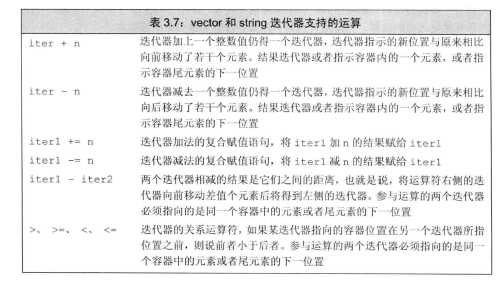 表 3.7：vector 和 string 迭代器支持的运算
iter + n 迭代器加上一个整数值仍得一个迭代器，迭代器指示的新位置与原来相比
向前移动了若干个元素。结果迭代器或者指示容器内的一个元素，或者指
示容器尾元素的下一位置
iter - n 迭代器减去一个整数值仍得一个迭代器，迭代器指示的新位置与原来相比
向后移动了若干个元素。结果迭代器或者指示容器内的一个元素，或者指
示容器尾元素的下一位置
iter1 += n 迭代器加法的复合赋值语句，将 iter1 加 n 的结果赋给 iter1
iter1 -= n 迭代器减法的复合赋值语句，将 iter1 减 n 的结果赋给 iter1
iter1 - iter2 两个迭代器相减的结果是它们之间的距离，也就是说，将运算符右侧的迭
代器向前移动差值个元素后将得到左侧的迭代器。参与运算的两个迭代器
必须指向的是同一个容器中的元素或者尾元素的下一位置
>、 >=、 <、 <= 迭代器的关系运算符，如果某迭代器指向的容器位置在另一个迭代器所指
位置之前，则说前者小于后者。参与运算的两个迭代器必须指向的是同一
个容器中的元素或者尾元素的下一位置